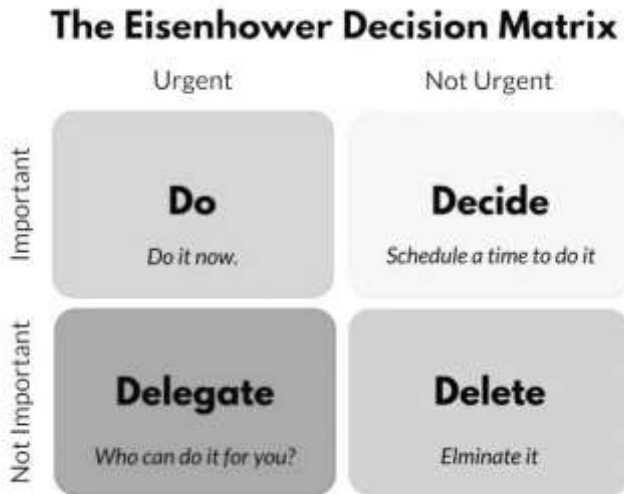 The Eisenhower Decision Matrix
Urgent Not Urgent
Important
Do Decide
Do it now. Schedule a time to do it
Not Important
Delegate Delete
Who can do it for you? Elminate it